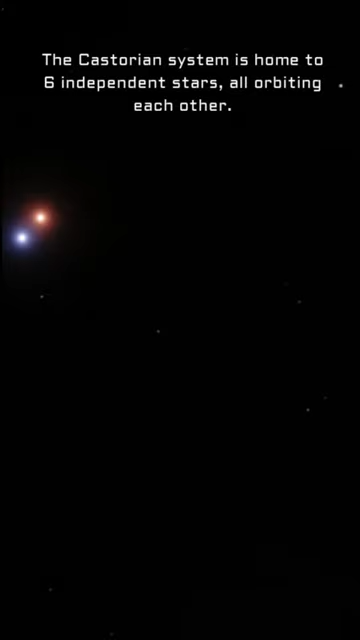 The Castorian system is home to
6 independent stars, all orbiting
each other.